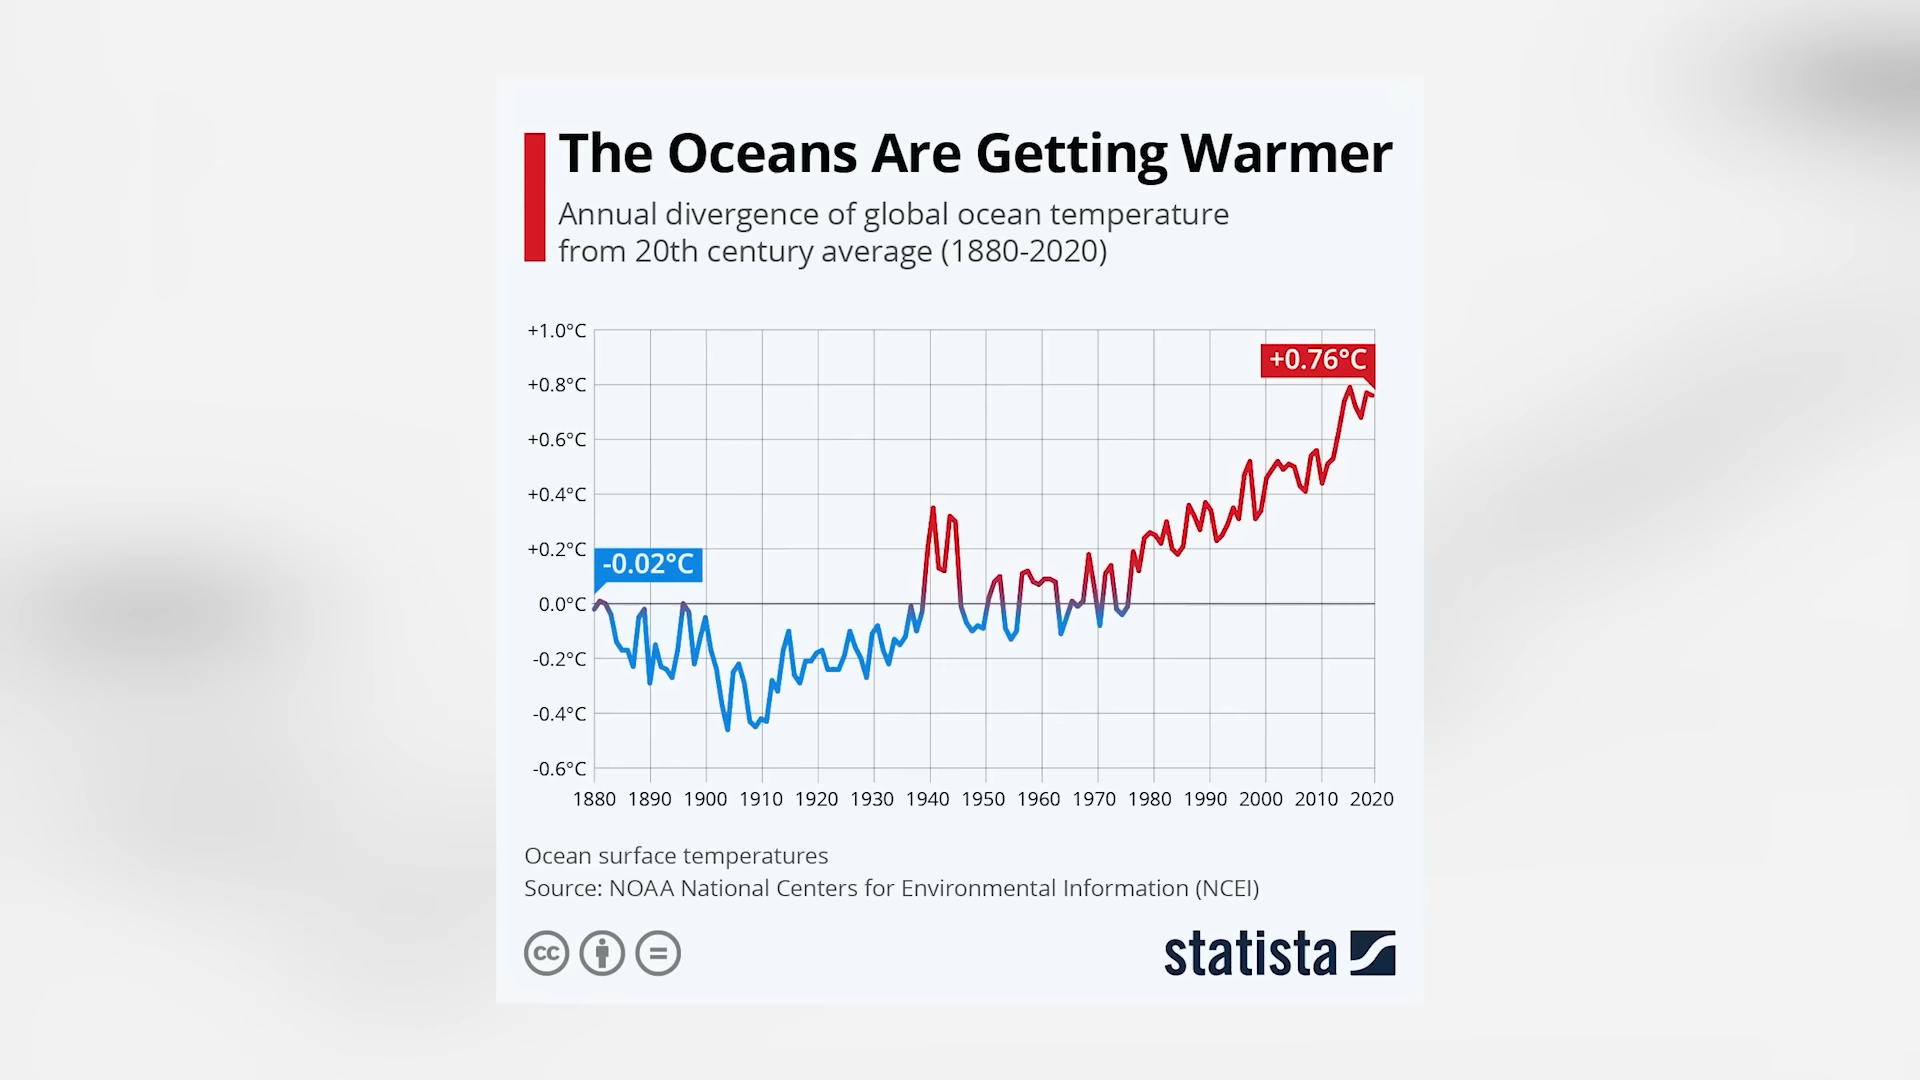 The Oceans Are Getting Warmer
Annual divergence of global ocean temperature
from 20th century average (1880-2020)
+1.0°C
+0.76°C
+0.8°C
+0.6°C
+0.4°C
+0.2°C
-0.02°C
0.0°C
-0.2°C
-0.4°C
-0.6°C
1880 1890 1900 1910 1920 1930 1940 1950 1960 1970 1980 1990 2000 2010 2020
Ocean surface temperatures
Source: NOAA National Centers for Environmental Information (NCEI)
cc =
statista